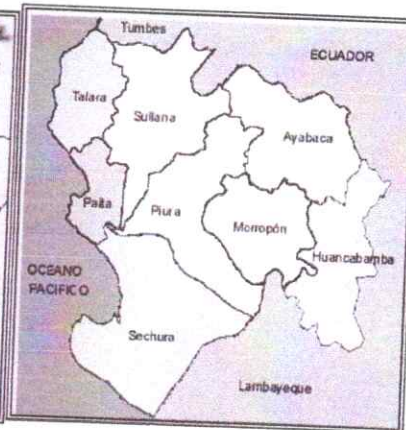 Tumbes
ECUADOR
Talara
Sullana
Ayabaca
Paita
Piura
Morropón
Huancabamba
OCEANO
PACIFICO
Sechura
Lambayeque